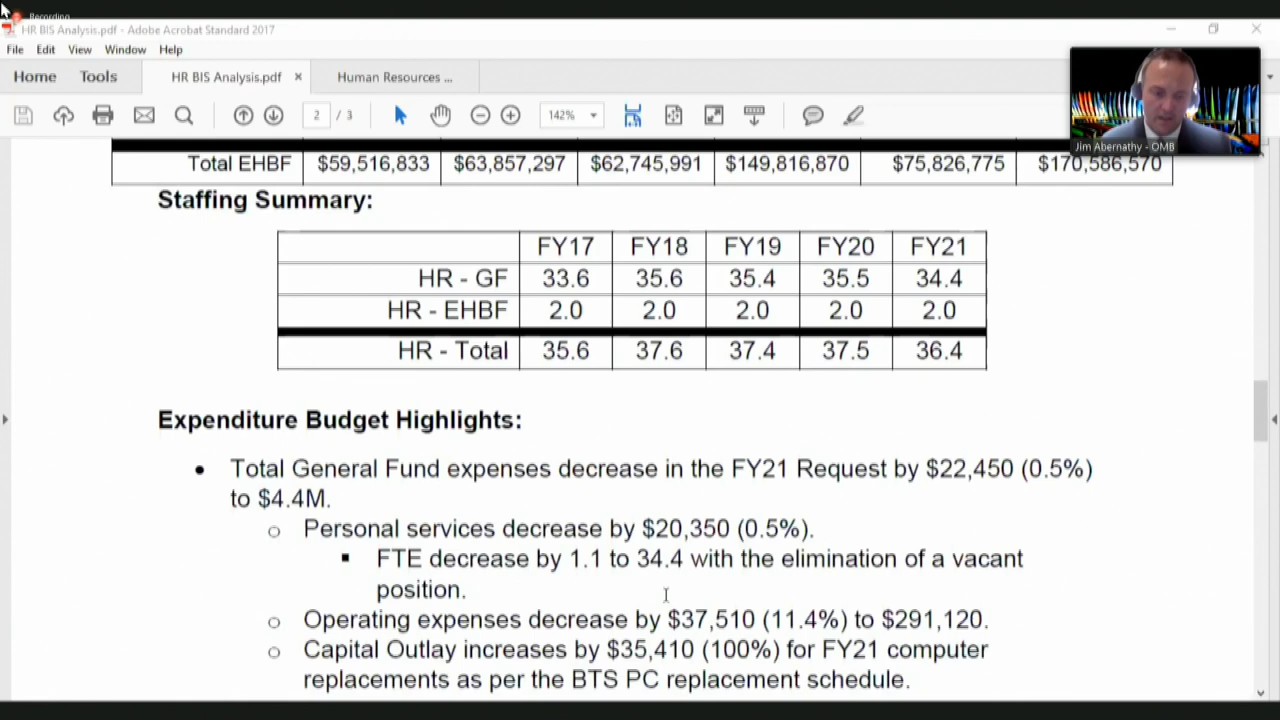 Recording
HR BIS Analysis.pdf - Adobe Acrobat Standard 2017
File Edit View Window Help
Home Tools HR BIS Analysis.pdf × Human Resources ...
2 / 3 142%
Jim Abernathy - OMB
Total EHBF $59,516,833 $63,857,297 $62,745,991 $149,816,870 $75,826,775 $170,586,570
Staffing Summary:
FY17 FY18 FY19 FY20 FY21
HR - GF 33.6 35.6 35.4 35.5 34.4
HR - EHBF 2.0 2.0 2.0 2.0 2.0
HR - Total 35.6 37.6 37.4 37.5 36.4
Expenditure Budget Highlights:
• Total General Fund expenses decrease in the FY21 Request by $22,450 (0.5%)
to $4.4M.
o Personal services decrease by $20,350 (0.5%).
▪ FTE decrease by 1.1 to 34.4 with the elimination of a vacant
position.
o Operating expenses decrease by $37,510 (11.4%) to $291,120.
o Capital Outlay increases by $35,410 (100%) for FY21 computer
replacements as per the BTS PC replacement schedule.